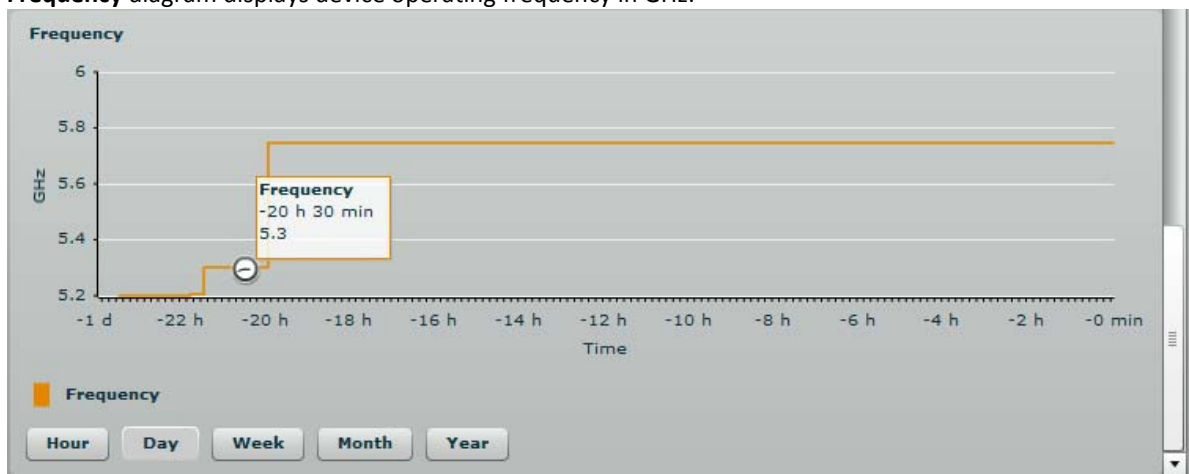 Frequency diagram displays device operating frequency in GHz.
Frequency
6
5.8
5.6
5.4
5.2
GHz
Frequency
-20 h 30 min
5.3
-1 d -22 h -20 h -18 h -16 h -14 h -12 h -10 h -8 h -6 h -4 h -2 h -0 min
Time
Frequency
Hour Day Week Month Year